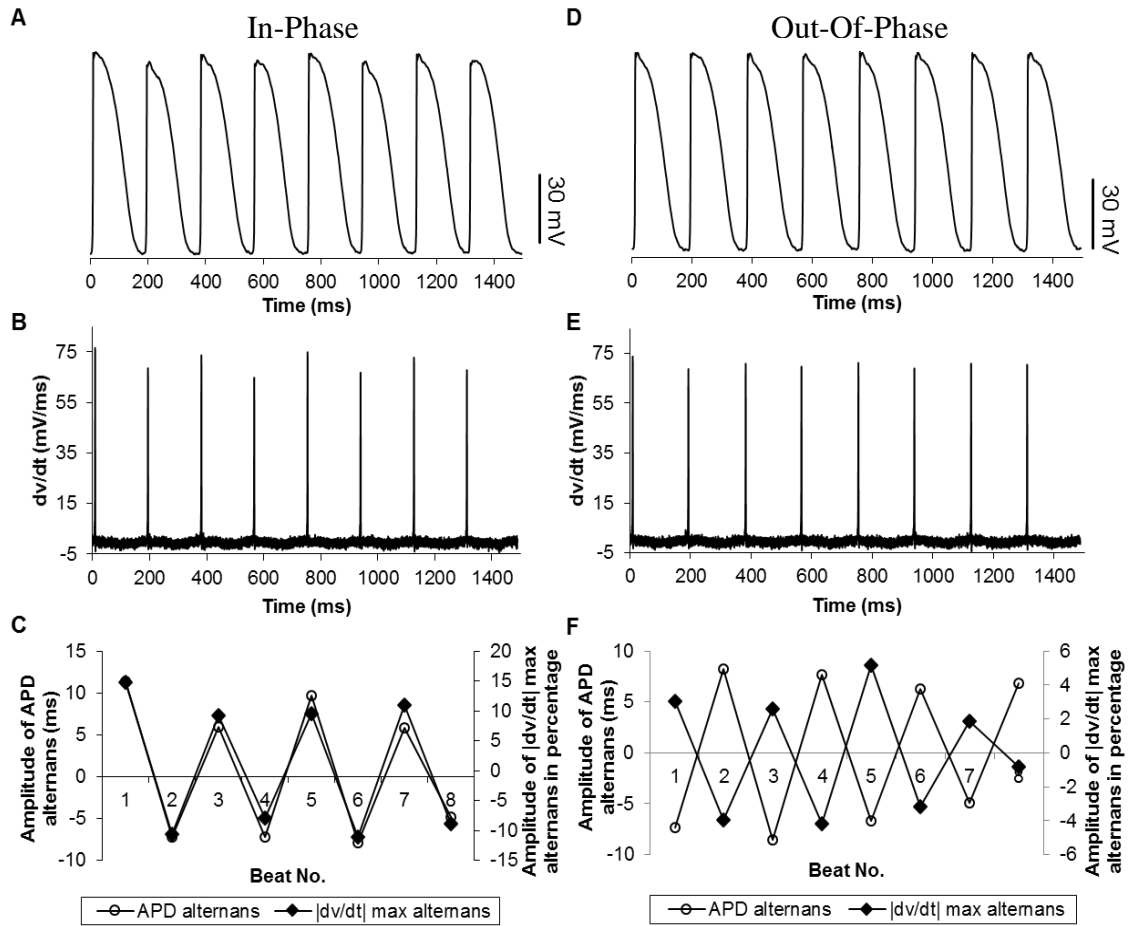 A
In-Phase
30 mV
0 200 400 600 800 1000 1200 1400
Time (ms)
B
dv/dt (mV/ms)
75
55
35
15
-5
0 200 400 600 800 1000 1200 1400
Time (ms)
C
Amplitude of APD
alternans (ms)
15
10
5
0
-5
-10
1 2 3 4 5 6 7 8
20
15
10
5
0
-5
-10
-15
Amplitude of |dv/dt| max
alternans in percentage
Beat No.
APD alternans |dv/dt| max alternans
D
Out-Of-Phase
30 mV
0 200 400 600 800 1000 1200 1400
Time (ms)
E
dv/dt (mV/ms)
75
55
35
15
-5
0 200 400 600 800 1000 1200 1400
Time (ms)
F
Amplitude of APD
alternans (ms)
10
5
0
-5
-10
1 2 3 4 5 6 7
6
4
2
0
-2
-4
-6
Amplitude of |dv/dt| max
alternans in percentage
Beat No.
APD alternans |dv/dt| max alternans